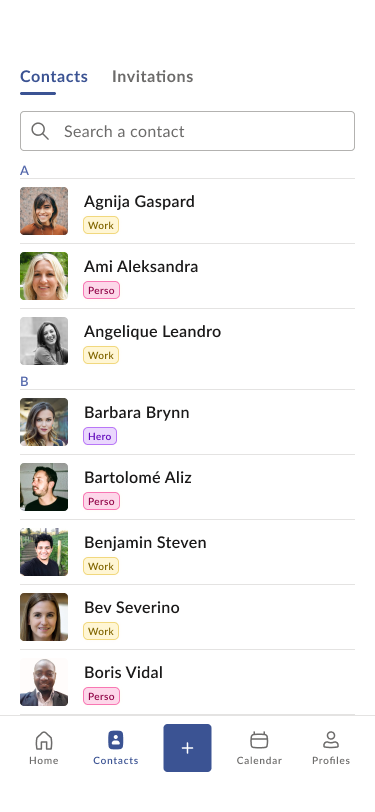 Contacts Invitations
Search a contact
A
Agnija Gaspard
Work
Ami Aleksandra
Perso
Angelique Leandro
Work
B
Barbara Brynn
Hero
Bartolomé Aliz
Perso
Benjamin Steven
Work
Bev Severino
Work
Boris Vidal
Perso
Home Contacts + Calendar Profiles